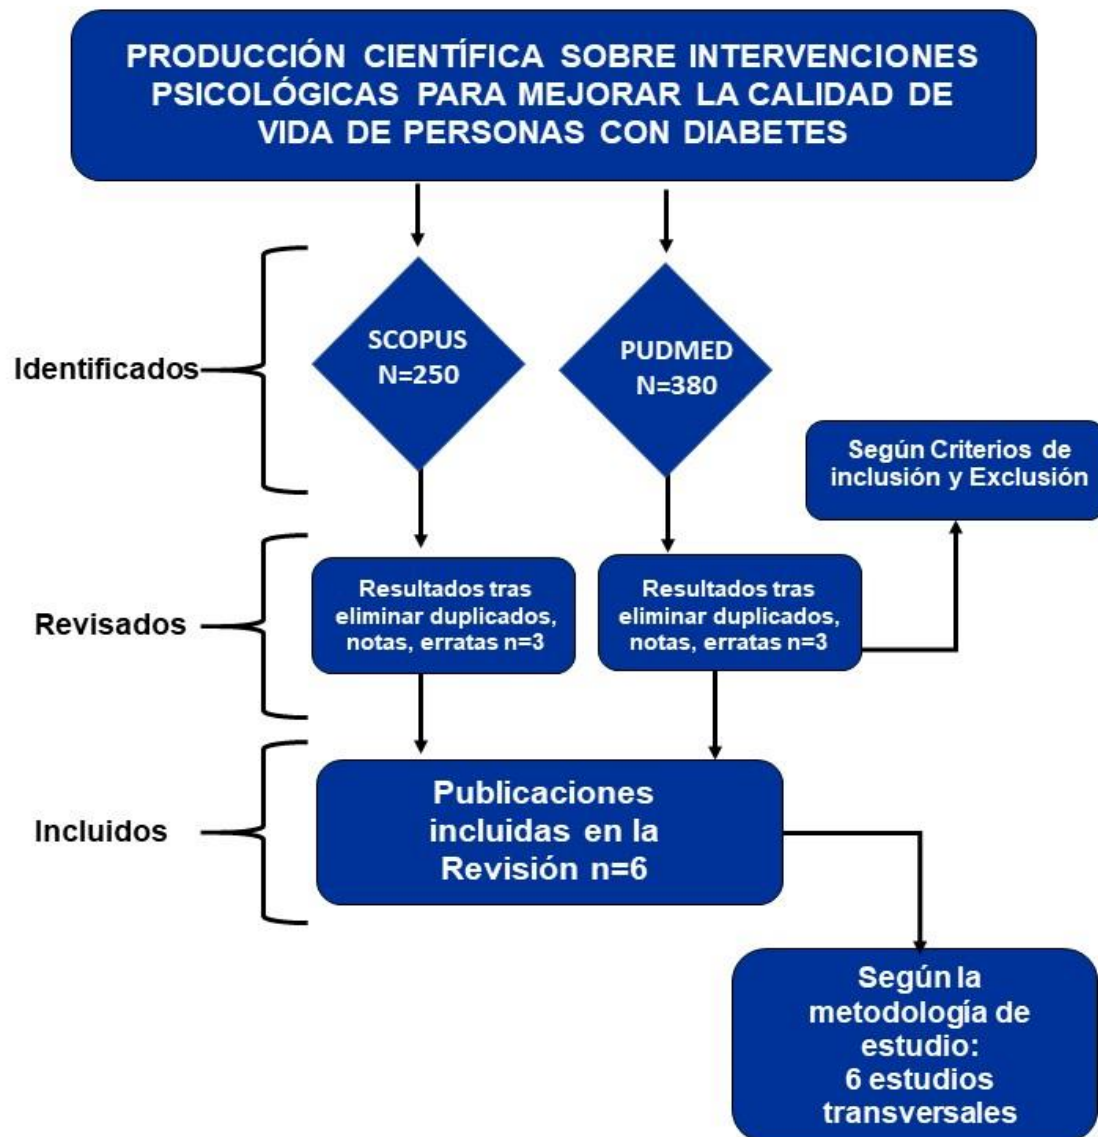 PRODUCCIÓN CIENTÍFICA SOBRE INTERVENCIONES
PSICOLÓGICAS PARA MEJORAR LA CALIDAD DE
VIDA DE PERSONAS CON DIABETES
Identificados
SCOPUS
N=250
PUDMED
N=380
Según Criterios de
inclusión y Exclusión
Revisados
Resultados tras
eliminar duplicados,
notas, erratas n=3
Resultados tras
eliminar duplicados,
notas, erratas n=3
Incluidos
Publicaciones
incluidas en la
Revisión n=6
Según la
metodología de
estudio:
6 estudios
transversales